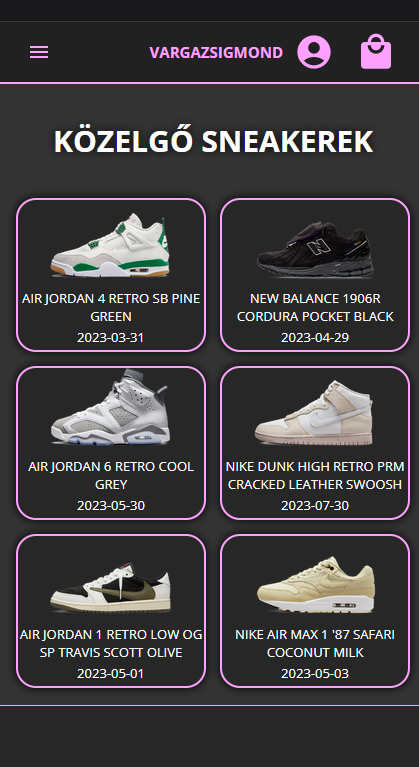 VARGAZSIGMOND
KÖZELGŐ SNEAKEREK
AIR JORDAN 4 RETRO SB PINE
GREEN
2023-03-31
NEW BALANCE 1906R
CORDURA POCKET BLACK
2023-04-29
AIR JORDAN 6 RETRO COOL
GREY
2023-05-30
NIKE DUNK HIGH RETRO PRM
CRACKED LEATHER SWOOSH
2023-07-30
AIR JORDAN 1 RETRO LOW OG
SP TRAVIS SCOTT OLIVE
2023-05-01
NIKE AIR MAX 1 '87 SAFARI
COCONUT MILK
2023-05-03